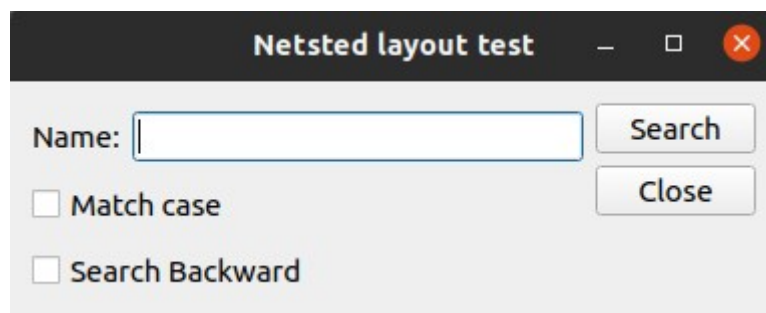 Netsted layout test
Name:
Search
Match case
Close
Search Backward